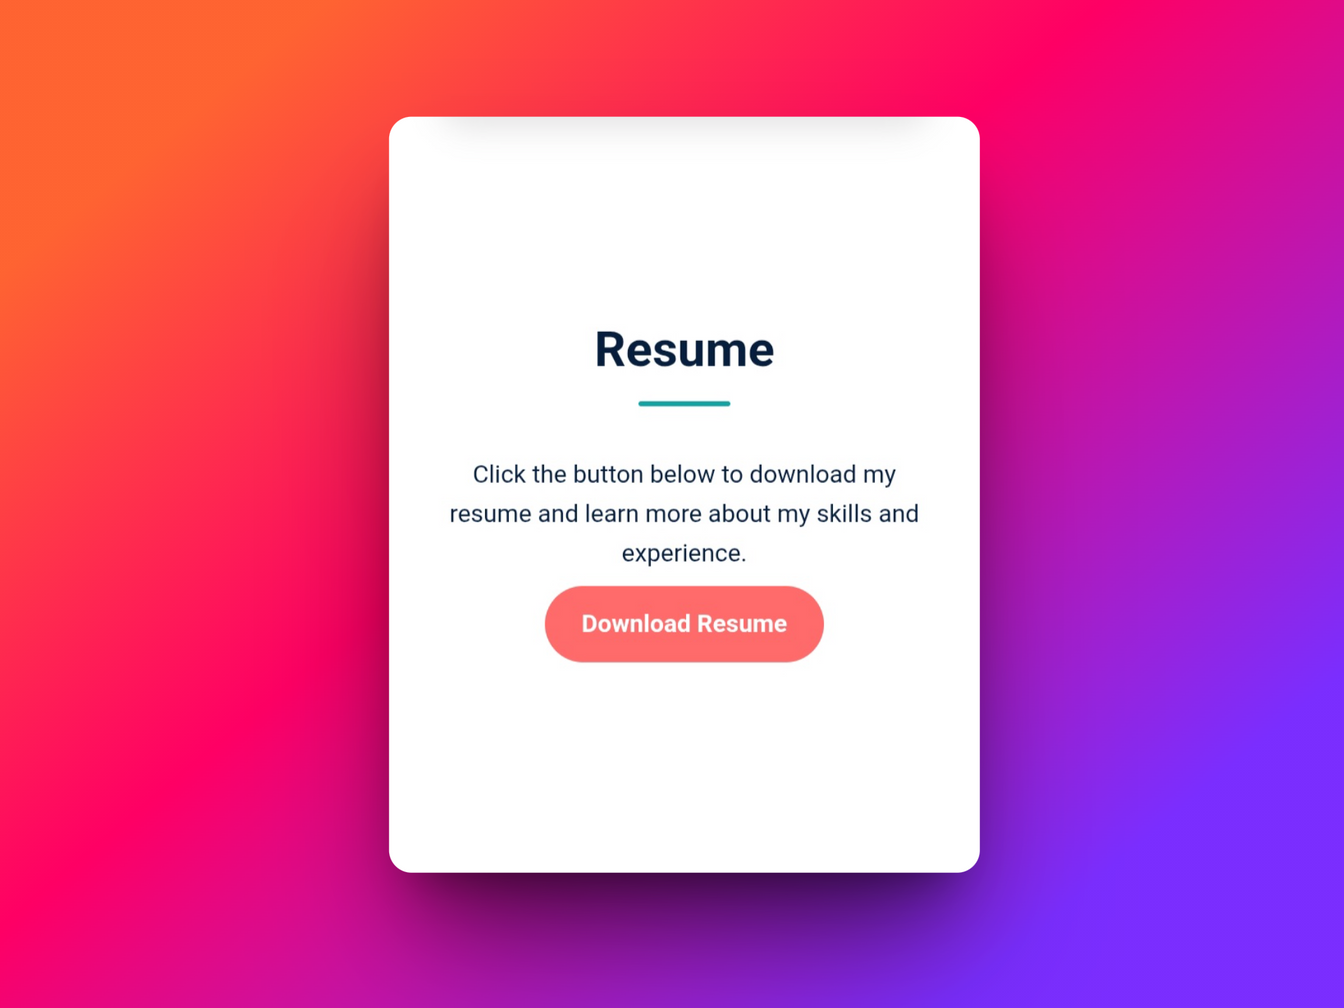 Resume
Click the button below to download my
resume and learn more about my skills and
experience.
Download Resume